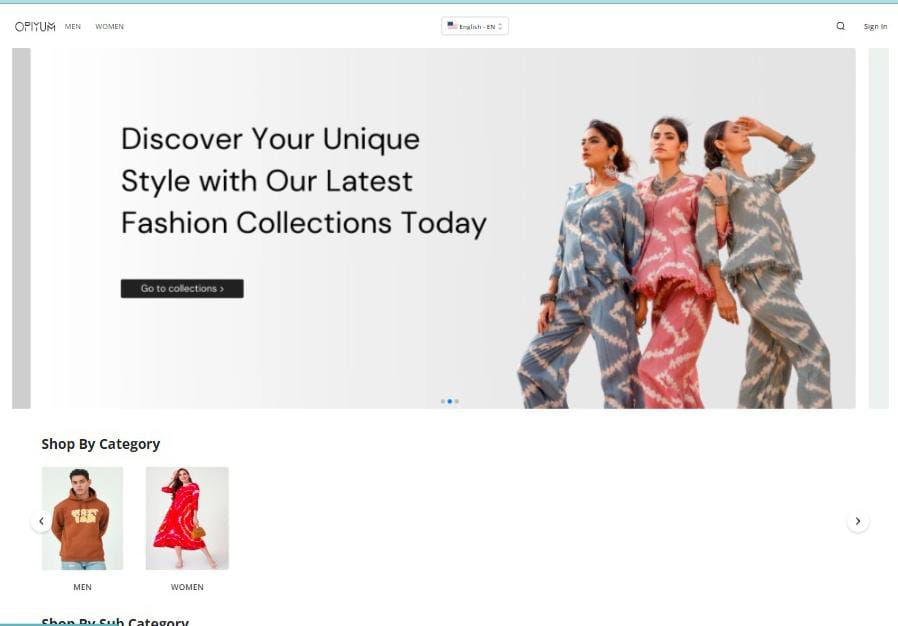 OPIYUM MEN WOMEN English - EN Sign In
Discover Your Unique
Style with Our Latest
Fashion Collections Today
Go to collections >
Shop By Category
MEN WOMEN
Shop By Sub Category